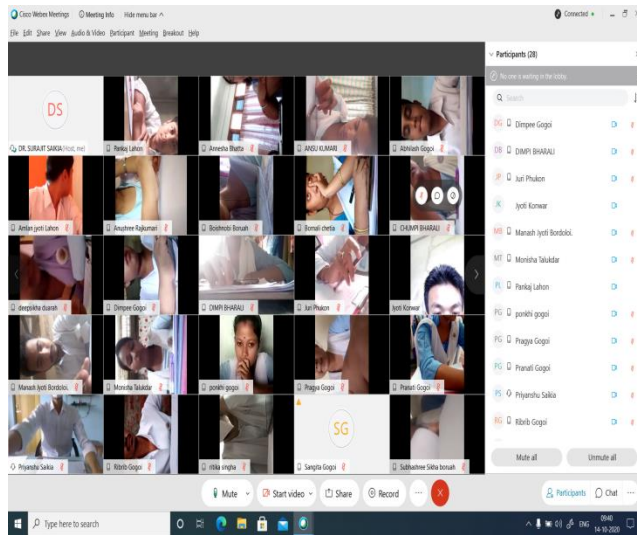 Cisco Webex Meetings Meeting Info Hide menu bar Connected
File Edit Share View Audio & Video Participant Meeting Breakout Help
Participants (28)
No one is waiting in the lobby.
Search
DS
DR. SURAJIT SAIKIA (Host, me) Pankaj Lahon Annesha Bhatta ANSU KUMARI Abhilash Gogoi
Amlan jyoti Lahon Anushree Rajkumari Boishnobi Boruah Bornali chetia CHUMPI BHARALI
deepsikha duarah Dimpee Gogoi DIMPI BHARALI Juri Phukon Jyoti Konwar
Manash Jyoti Bordoloi. Monisha Talukdar ponkhi gogoi Pragya Gogoi Pranati Gogoi
SG
Priyanshu Saikia Ribrib Gogoi ritika singha Sangita Gogoi Subhashree Sikha boruah
DG Dimpee Gogoi
DB DIMPI BHARALI
JP Juri Phukon
JK Jyoti Konwar
MB Manash Jyoti Bordoloi.
MT Monisha Talukdar
PL Pankaj Lahon
PG ponkhi gogoi
PG Pragya Gogoi
PG Pranati Gogoi
PS Priyanshu Saikia
RG Ribrib Gogoi
Mute all Unmute all
Mute Start video Share Record Participants Chat
Type here to search ENG 09:40
14-10-2020